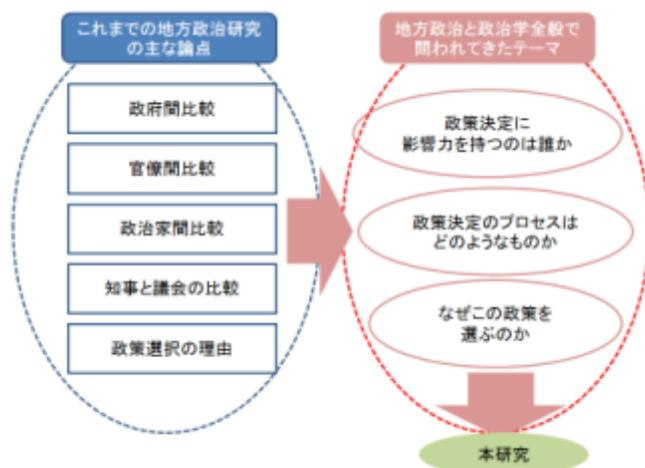 これまでの地方政治研究
の主な論点
政府間比較
官僚間比較
政治家間比較
知事と議会の比較
政策選択の理由
地方政治と政治学全般で
問われてきたテーマ
政策決定に
影響力を持つのは誰か
政策決定のプロセスは
どのようなものか
なぜこの政策を
選ぶのか
本研究